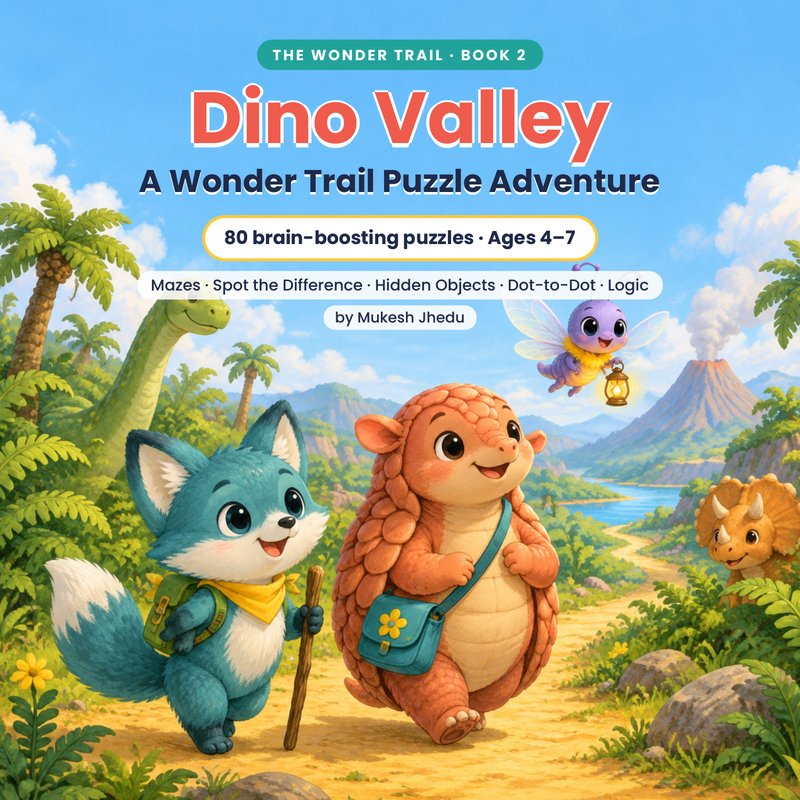 THE WONDER TRAIL · BOOK 2
Dino Valley
A Wonder Trail Puzzle Adventure
80 brain-boosting puzzles · Ages 4–7
Mazes · Spot the Difference · Hidden Objects · Dot-to-Dot · Logic
by Mukesh Jhedu